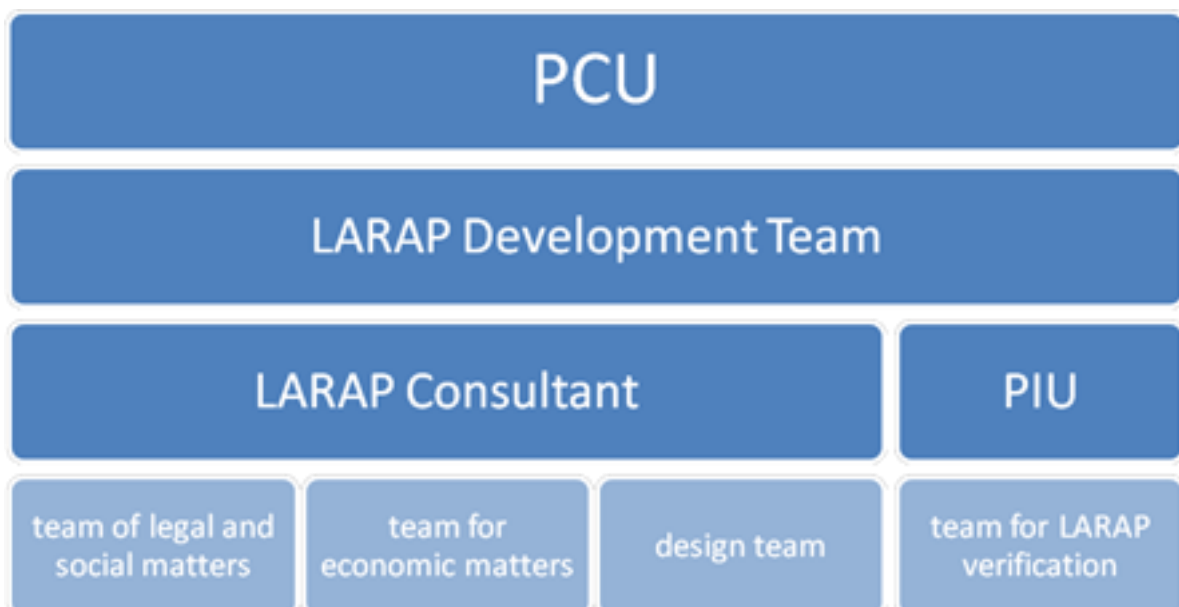 PCU
LARAP Development Team
LARAP Consultant
PIU
team of legal and
social matters
team for
economic matters
design team
team for LARAP
verification